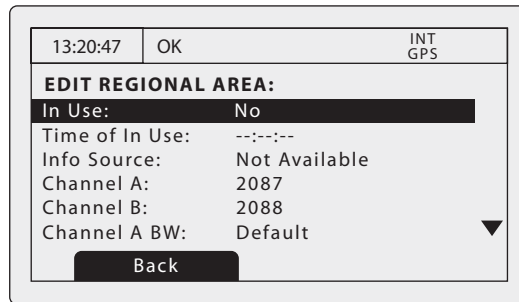 13:20:47 OK INT GPS
EDIT REGIONAL AREA:
In Use: No
Time of In Use: --:--:--
Info Source: Not Available
Channel A: 2087
Channel B: 2088
Channel A BW: Default
Back